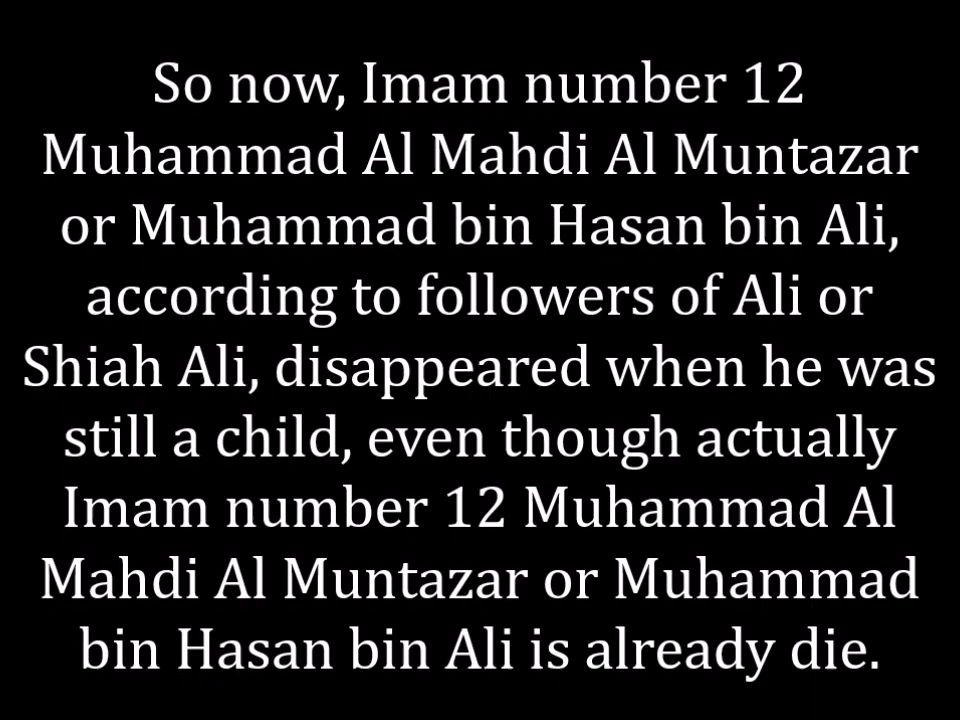 So now, Imam number 12
Muhammad Al Mahdi Al Muntazar
or Muhammad bin Hasan bin Ali,
according to followers of Ali or
Shiah Ali, disappeared when he was
still a child, even though actually
Imam number 12 Muhammad Al
Mahdi Al Muntazar or Muhammad
bin Hasan bin Ali is already die.